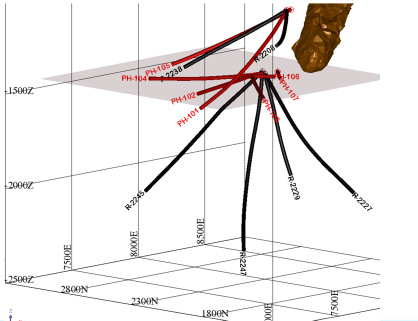 R-2208
PH-105
R-2238
PH-104
PH-106
PH-107
PH-102
PH-101
-1500Z
-2000Z
-2500Z
R-2245
R-2229
R-2227
R-2247
7500E
8000E
8500E
7500E
2800N
2300N
1800N